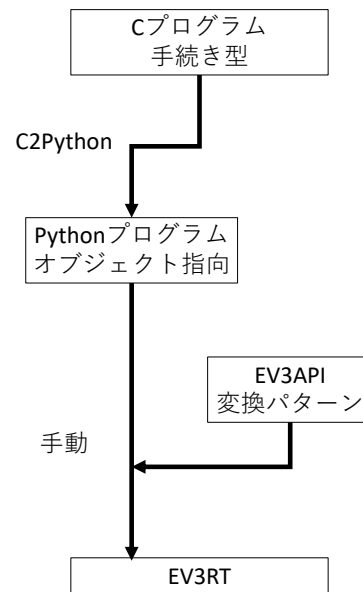 Cプログラム
手続き型
C2Python
Pythonプログラム
オブジェクト指向
EV3API
変換パターン
手動
EV3RT